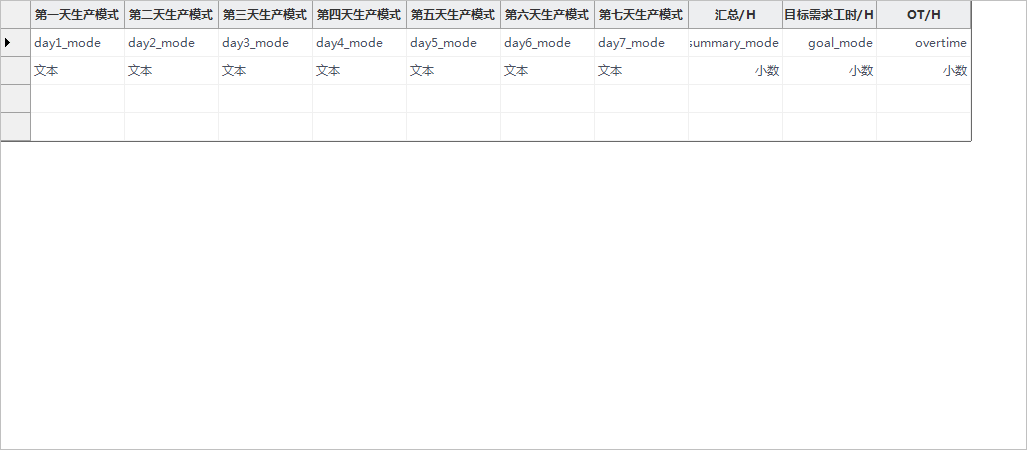 第一天生产模式 第二天生产模式 第三天生产模式 第四天生产模式 第五天生产模式 第六天生产模式 第七天生产模式 汇总/H 目标需求工时/H OT/H
day1_mode day2_mode day3_mode day4_mode day5_mode day6_mode day7_mode summary_mode goal_mode overtime
文本 文本 文本 文本 文本 文本 文本 小数 小数 小数